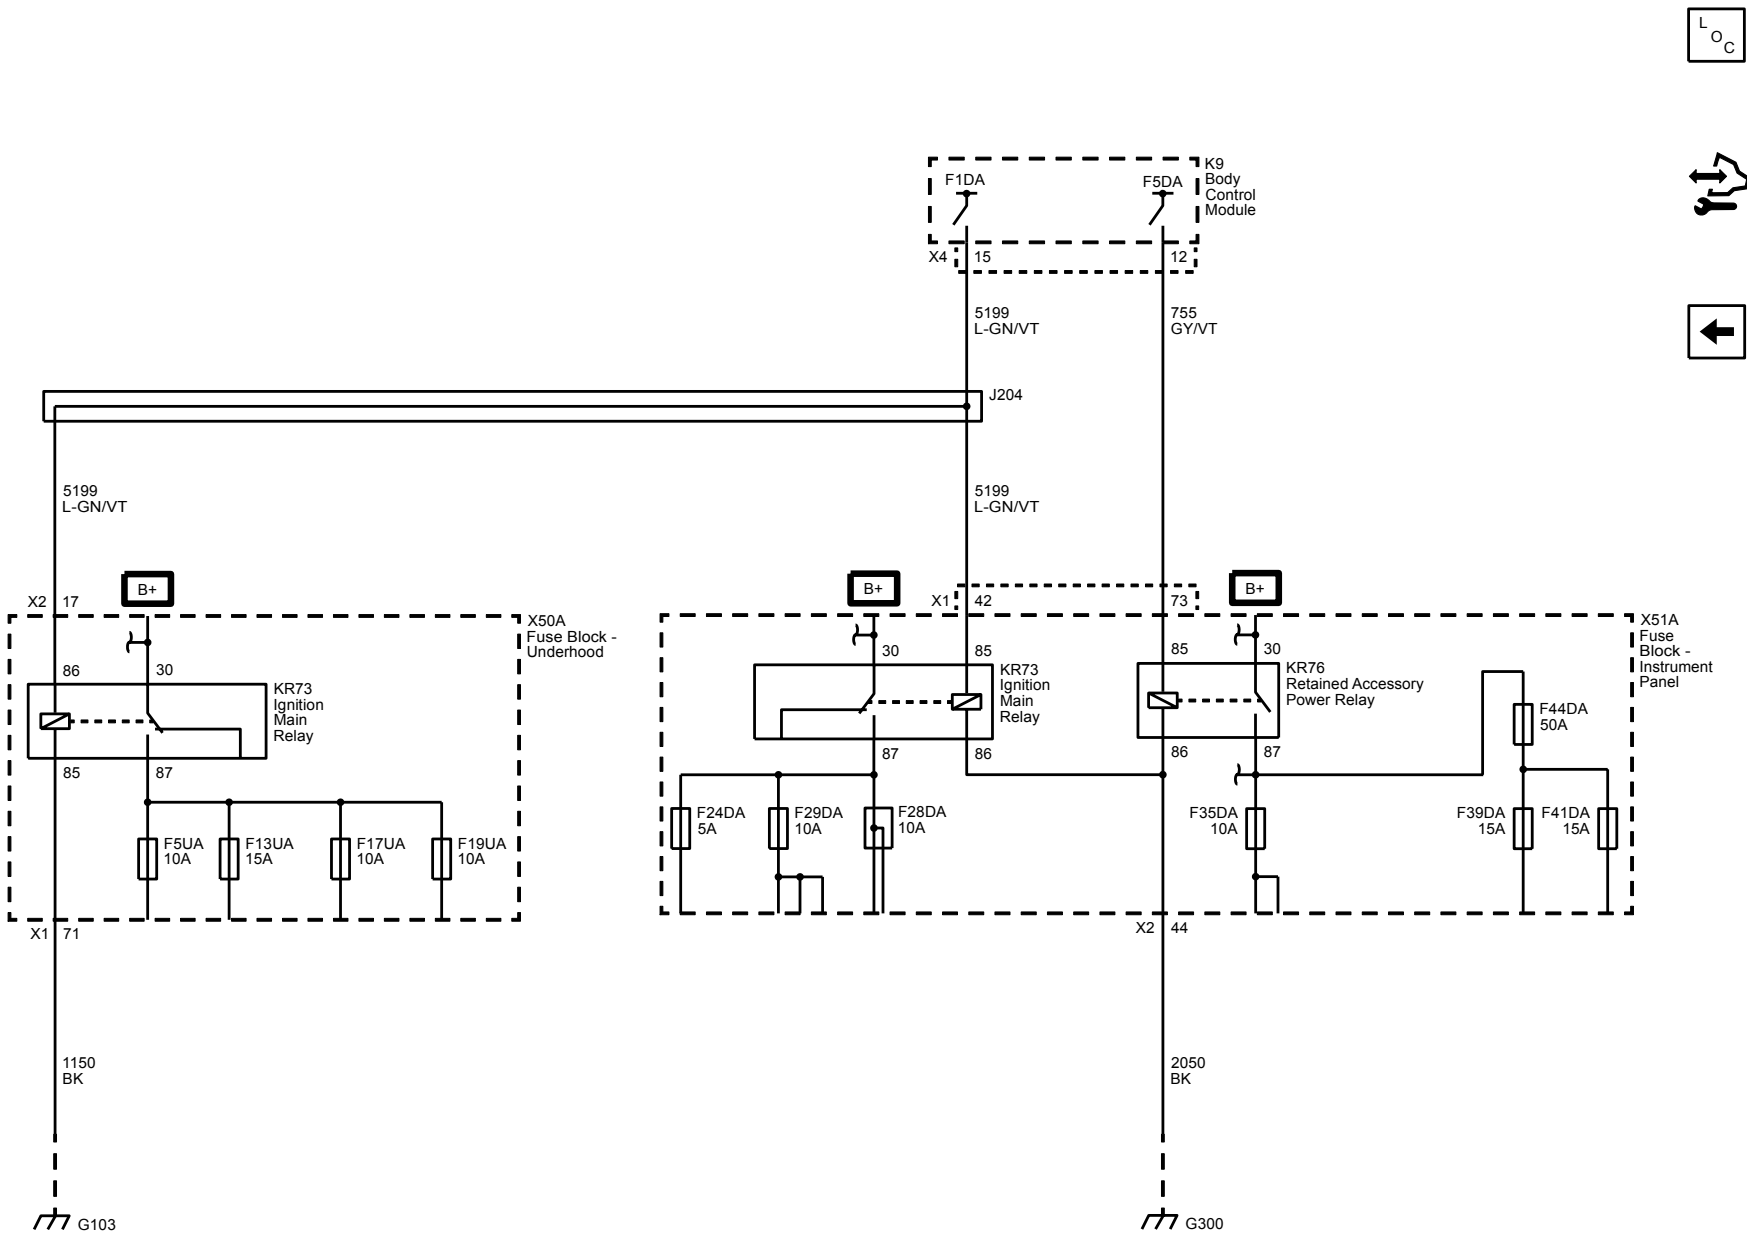 L
O
C
K9
Body
Control
Module
F1DA
F5DA
X4
15
12
5199
L-GN/VT
755
GY/VT
J204
5199
L-GN/VT
5199
L-GN/VT
X2
17
B+
B+
X1
42
73
B+
X50A
Fuse Block -
Underhood
86
30
KR73
Ignition
Main
Relay
85
87
F5UA
10A
F13UA
15A
F17UA
10A
F19UA
10A
X1
71
1150
BK
G103
30
85
KR73
Ignition
Main
Relay
87
86
F24DA
5A
F29DA
10A
F28DA
10A
85
30
KR76
Retained Accessory
Power Relay
86
87
F35DA
10A
F44DA
50A
F39DA
15A
F41DA
15A
X51A
Fuse
Block -
Instrument
Panel
X2
44
2050
BK
G300